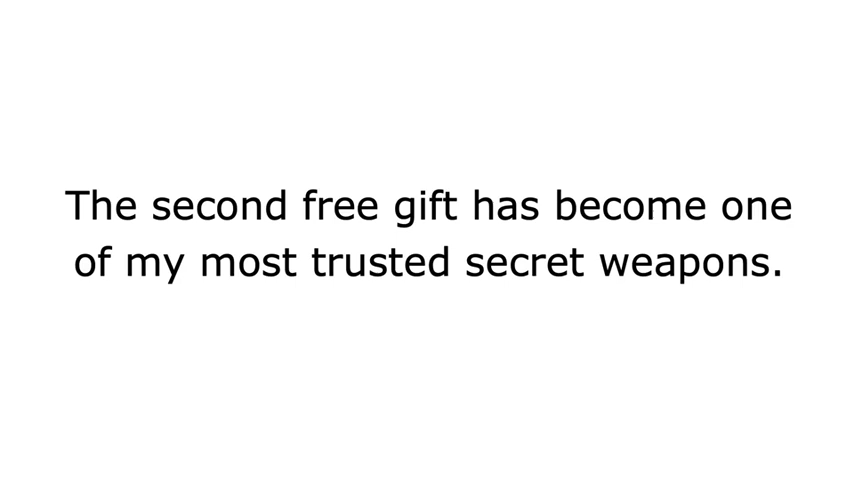 The second free gift has become one
of my most trusted secret weapons.